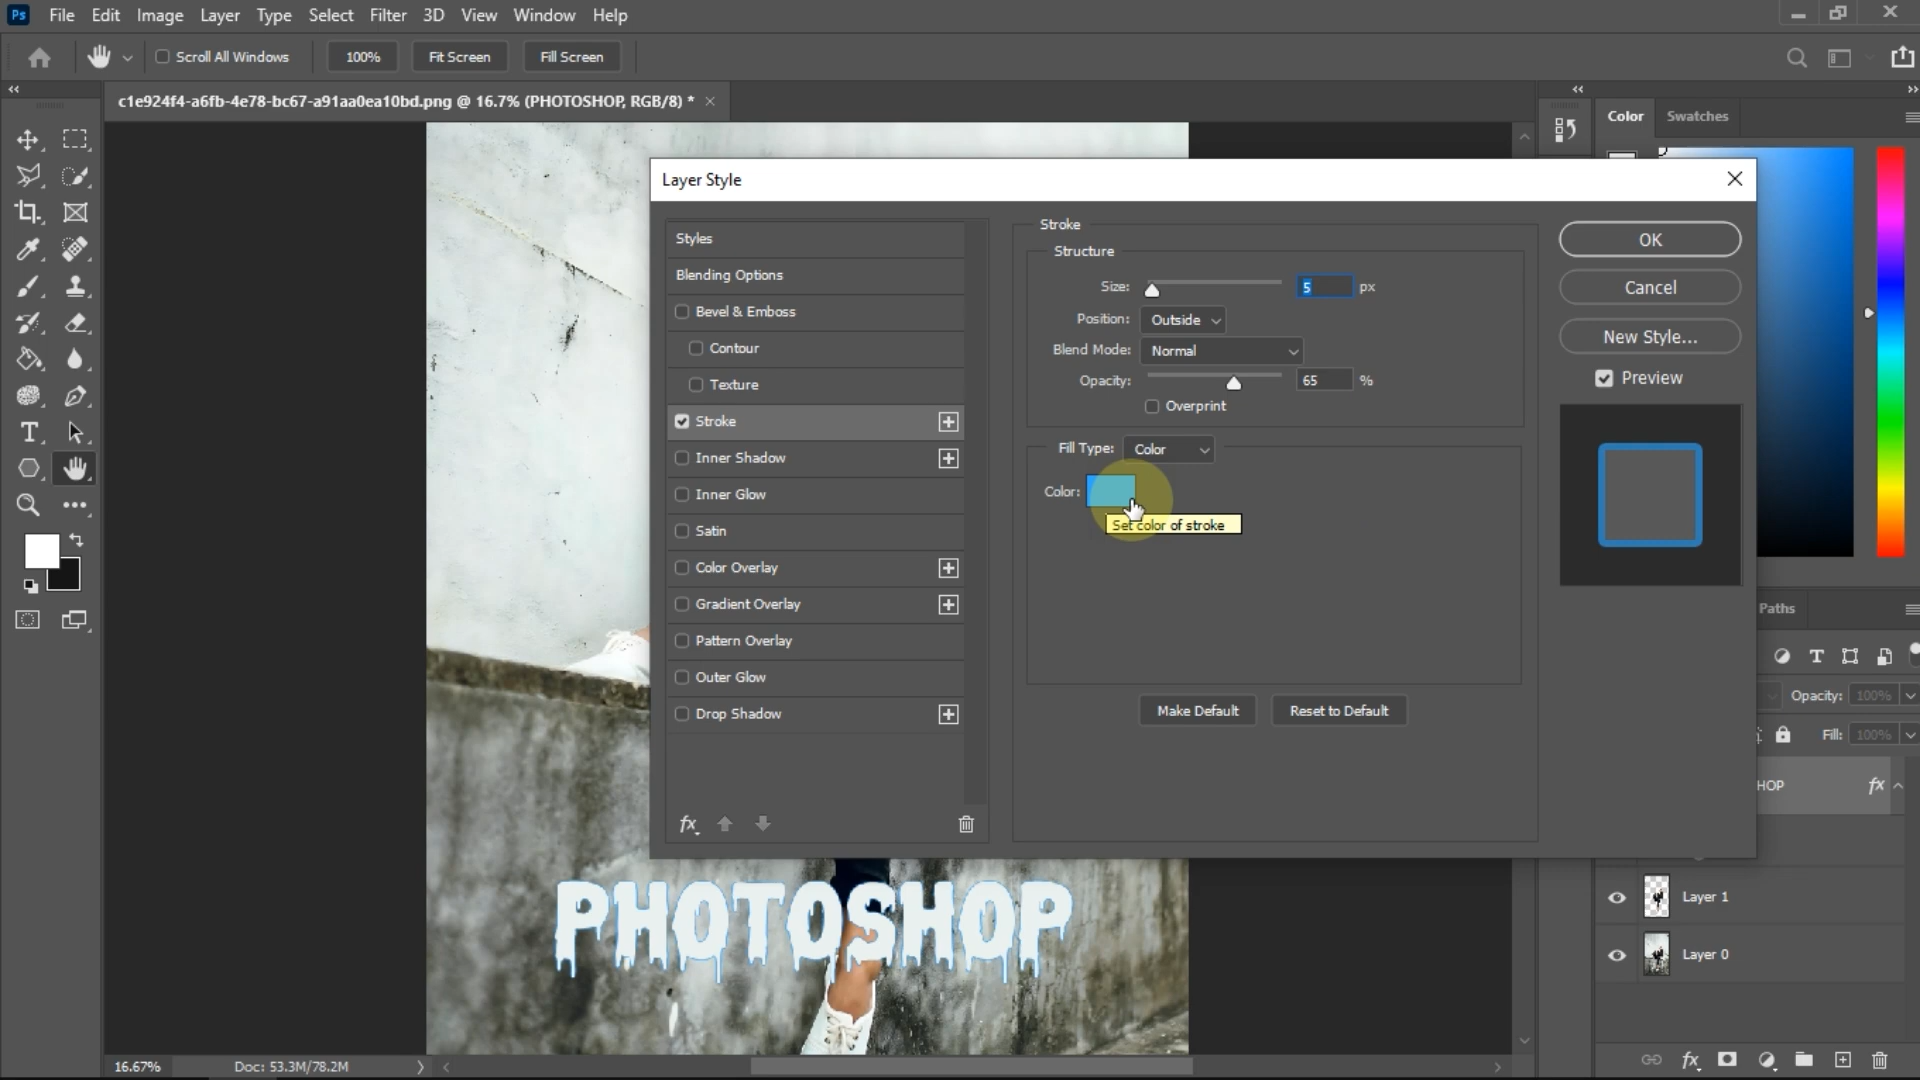 Ps File Edit Image Layer Type Select Filter 3D View Window Help
Scroll All Windows 100% Fit Screen Fill Screen
c1e924f4-a6fb-4e78-bc67-a91aa0ea10bd.png @ 16.7% (PHOTOSHOP, RGB/8) *
Color Swatches
Layer Style
Styles
Blending Options
Bevel & Emboss
Contour
Texture
Stroke
Inner Shadow
Inner Glow
Satin
Color Overlay
Gradient Overlay
Pattern Overlay
Outer Glow
Drop Shadow
fx
Stroke
Structure
Size: 5 px
Position: Outside
Blend Mode: Normal
Opacity: 65 %
Overprint
Fill Type: Color
Color:
Set color of stroke
Make Default Reset to Default
OK
Cancel
New Style...
Preview
Paths
Opacity: 100%
Fill: 100%
HOP fx
Layer 1
Layer 0
PHOTOSHOP
16.67% Doc: 53.3M/78.2M
fx